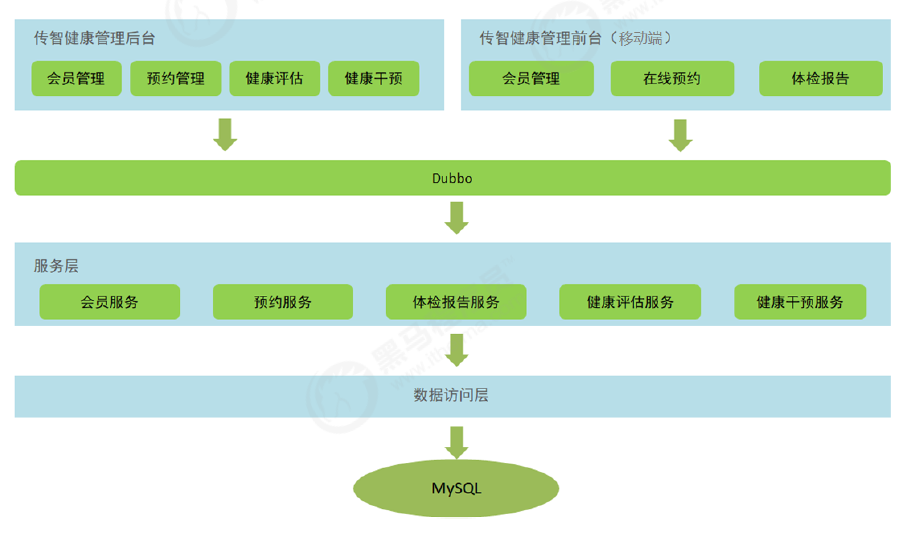 传智健康管理后台
会员管理
预约管理
健康评估
健康干预
传智健康管理前台（移动端）
会员管理
在线预约
体检报告
Dubbo
服务层
会员服务
预约服务
体检报告服务
健康评估服务
健康干预服务
数据访问层
MySQL